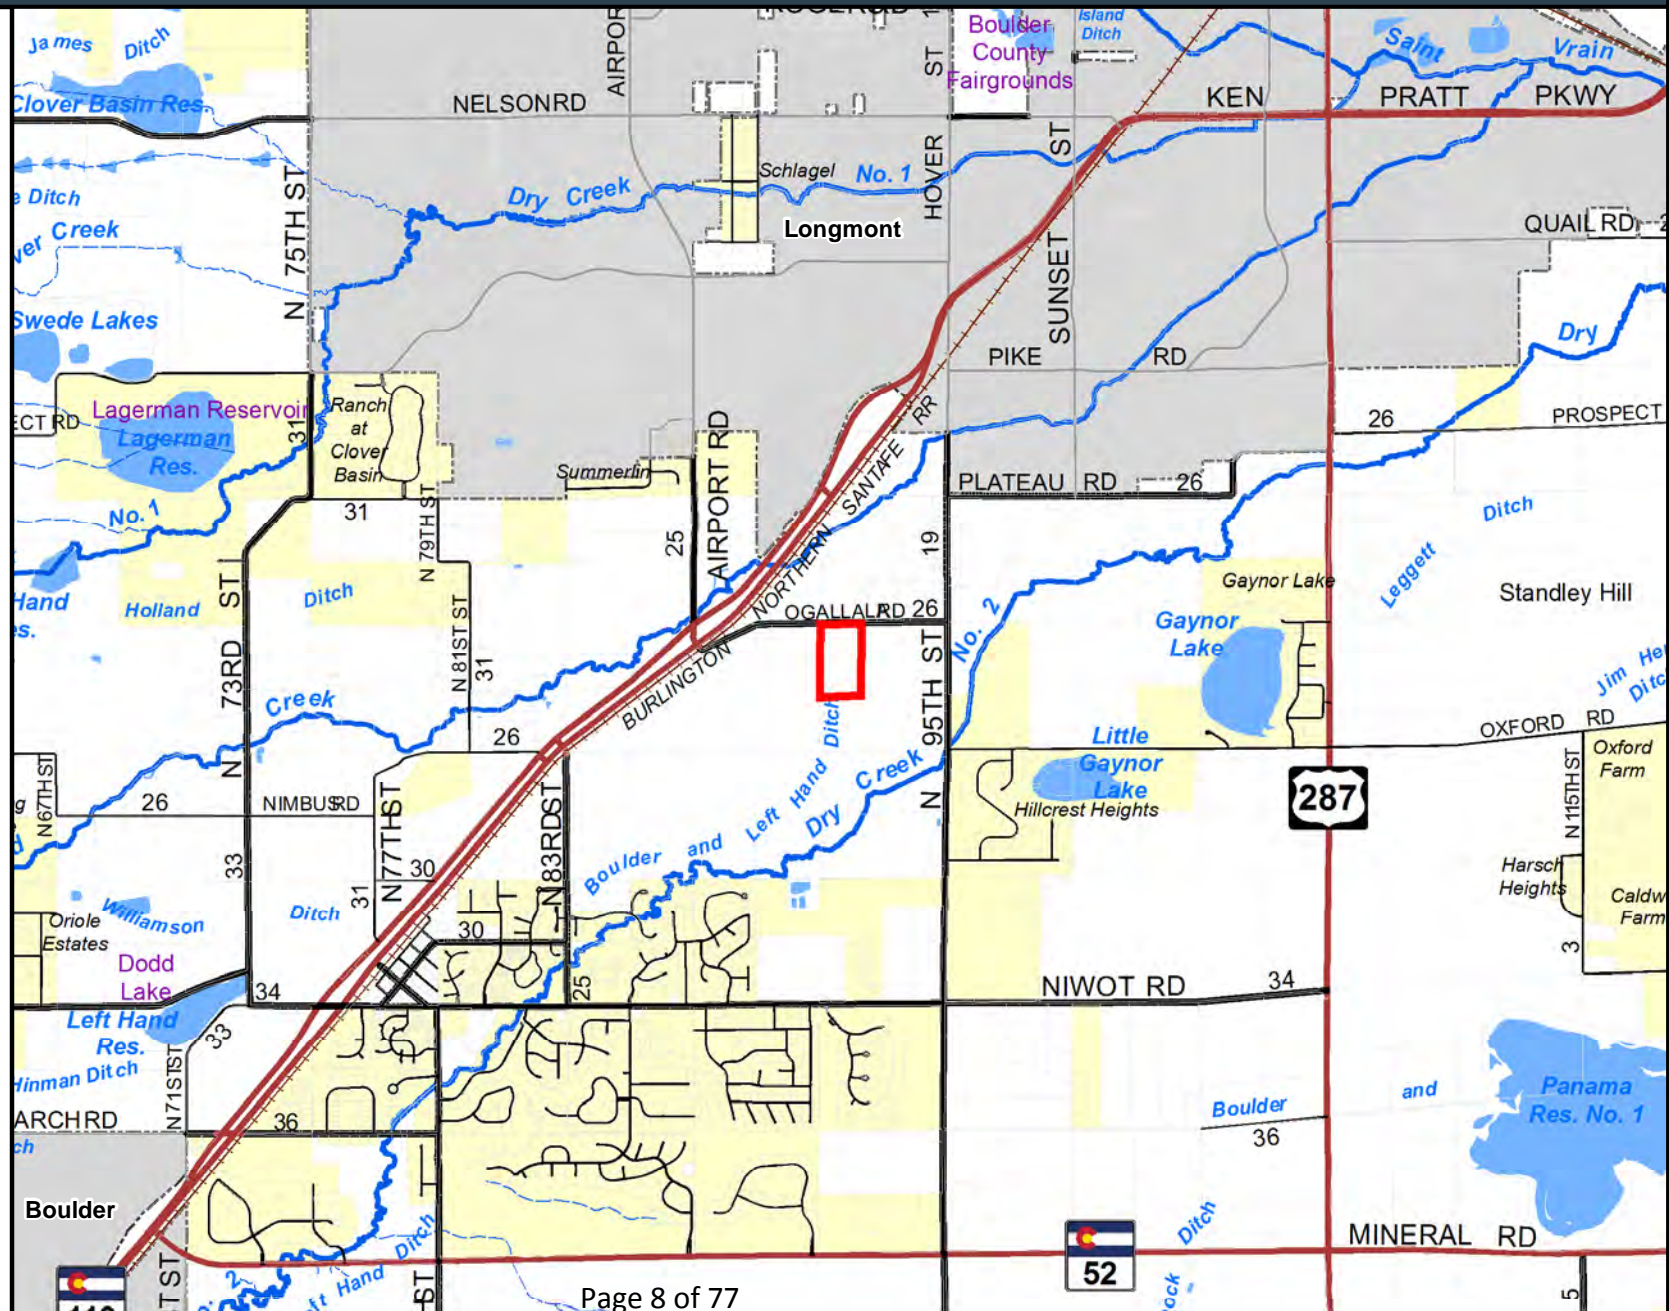 James Ditch
Clover Basin Res.
NELSON RD
Boulder
County
Fairgrounds
ST
Island
Ditch
Saint Vrain
KEN PRATT PKWY
Ditch
Creek
N 75TH ST
Dry Creek No. 1
Schlagel
Longmont
HOVER
SUNSET ST
QUAIL RD
Swede Lakes
PIKE RD
Dry
Lagerman Reservoir
Lagerman
Res.
31
Ranch
at
Clover
Basin
Summerlin
AIRPORT RD
26 PROSPECT
PLATEAU RD 26
No. 1
31
N 79TH ST
25
19
BURLINGTON NORTHERN SANTAFE RR
Ditch
Leggett
Hand
Holland Ditch
Gaynor Lake
Gaynor
Lake
Standley Hill
OGALLALA RD 26
N 73RD ST
N 81ST ST
31
N 95TH ST
No. 2
Creek
26
OXFORD RD
Little
Gaynor
Lake
Hillcrest Heights
287
N 115TH ST
Oxford
Farm
N 67TH ST
26 NIMBUS RD
N 77TH ST
N 83RD ST
Boulder and Left Hand Ditch
Dry Creek
33
31
30
Harsch
Heights
Farm
3
Oriole
Estates
Williamson Ditch
30
25
Dodd
Lake
34
NIWOT RD 34
Left Hand
Res.
33
Hinman Ditch
N 71ST ST
36
Boulder and
36
Panama
Res. No. 1
Boulder
Ditch
MINERAL RD
52
Hand Ditch
2
ST
ST
5
Page 8 of 77